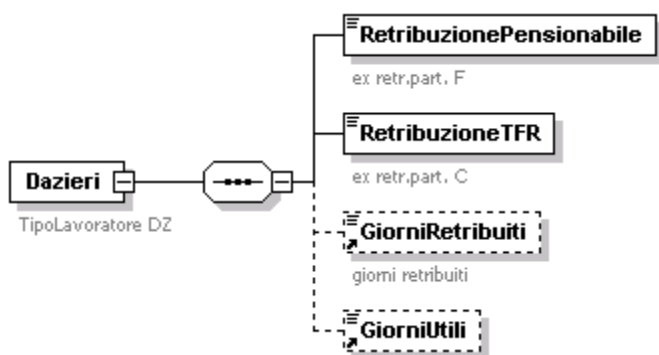 RetribuzionePensionabile
ex retr.part. F
RetribuzioneTFR
ex retr.part. C
Dazieri
TipoLavoratore DZ
GiorniRetribuiti
giorni retribuiti
GiorniUtili